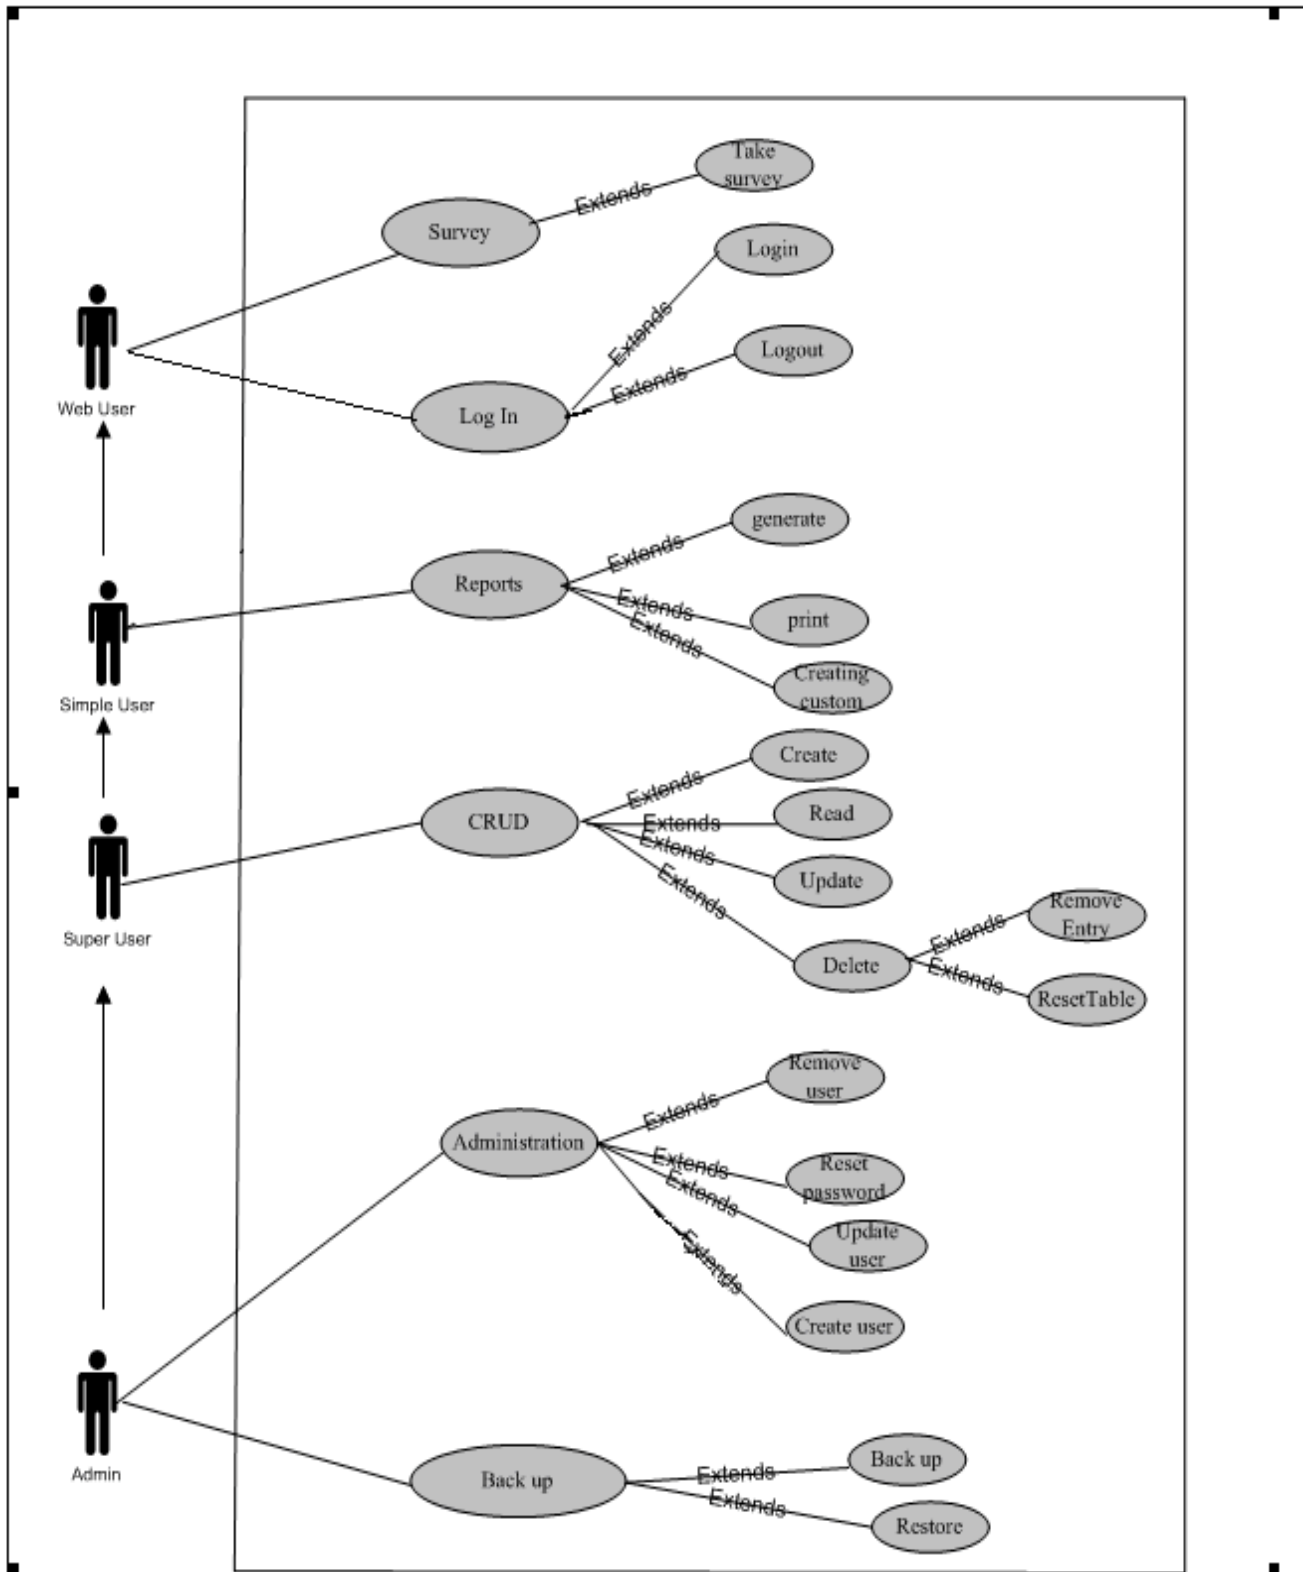 Take
survey
Extends
Survey
Login
Extends
Logout
Extends
Log In
Web User
generate
Extends
Reports
Extends
print
Extends
Creating
custom
Simple User
Create
Extends
CRUD
Read
Extends
Extends
Update
Extends
Remove
Entry
Extends
Super User
Delete
Extends
ResetTable
Remove
user
Extends
Administration
Extends
Reset
password
Extends
Update
user
Extends
Create user
Admin
Back up
Extends
Back up
Extends
Restore